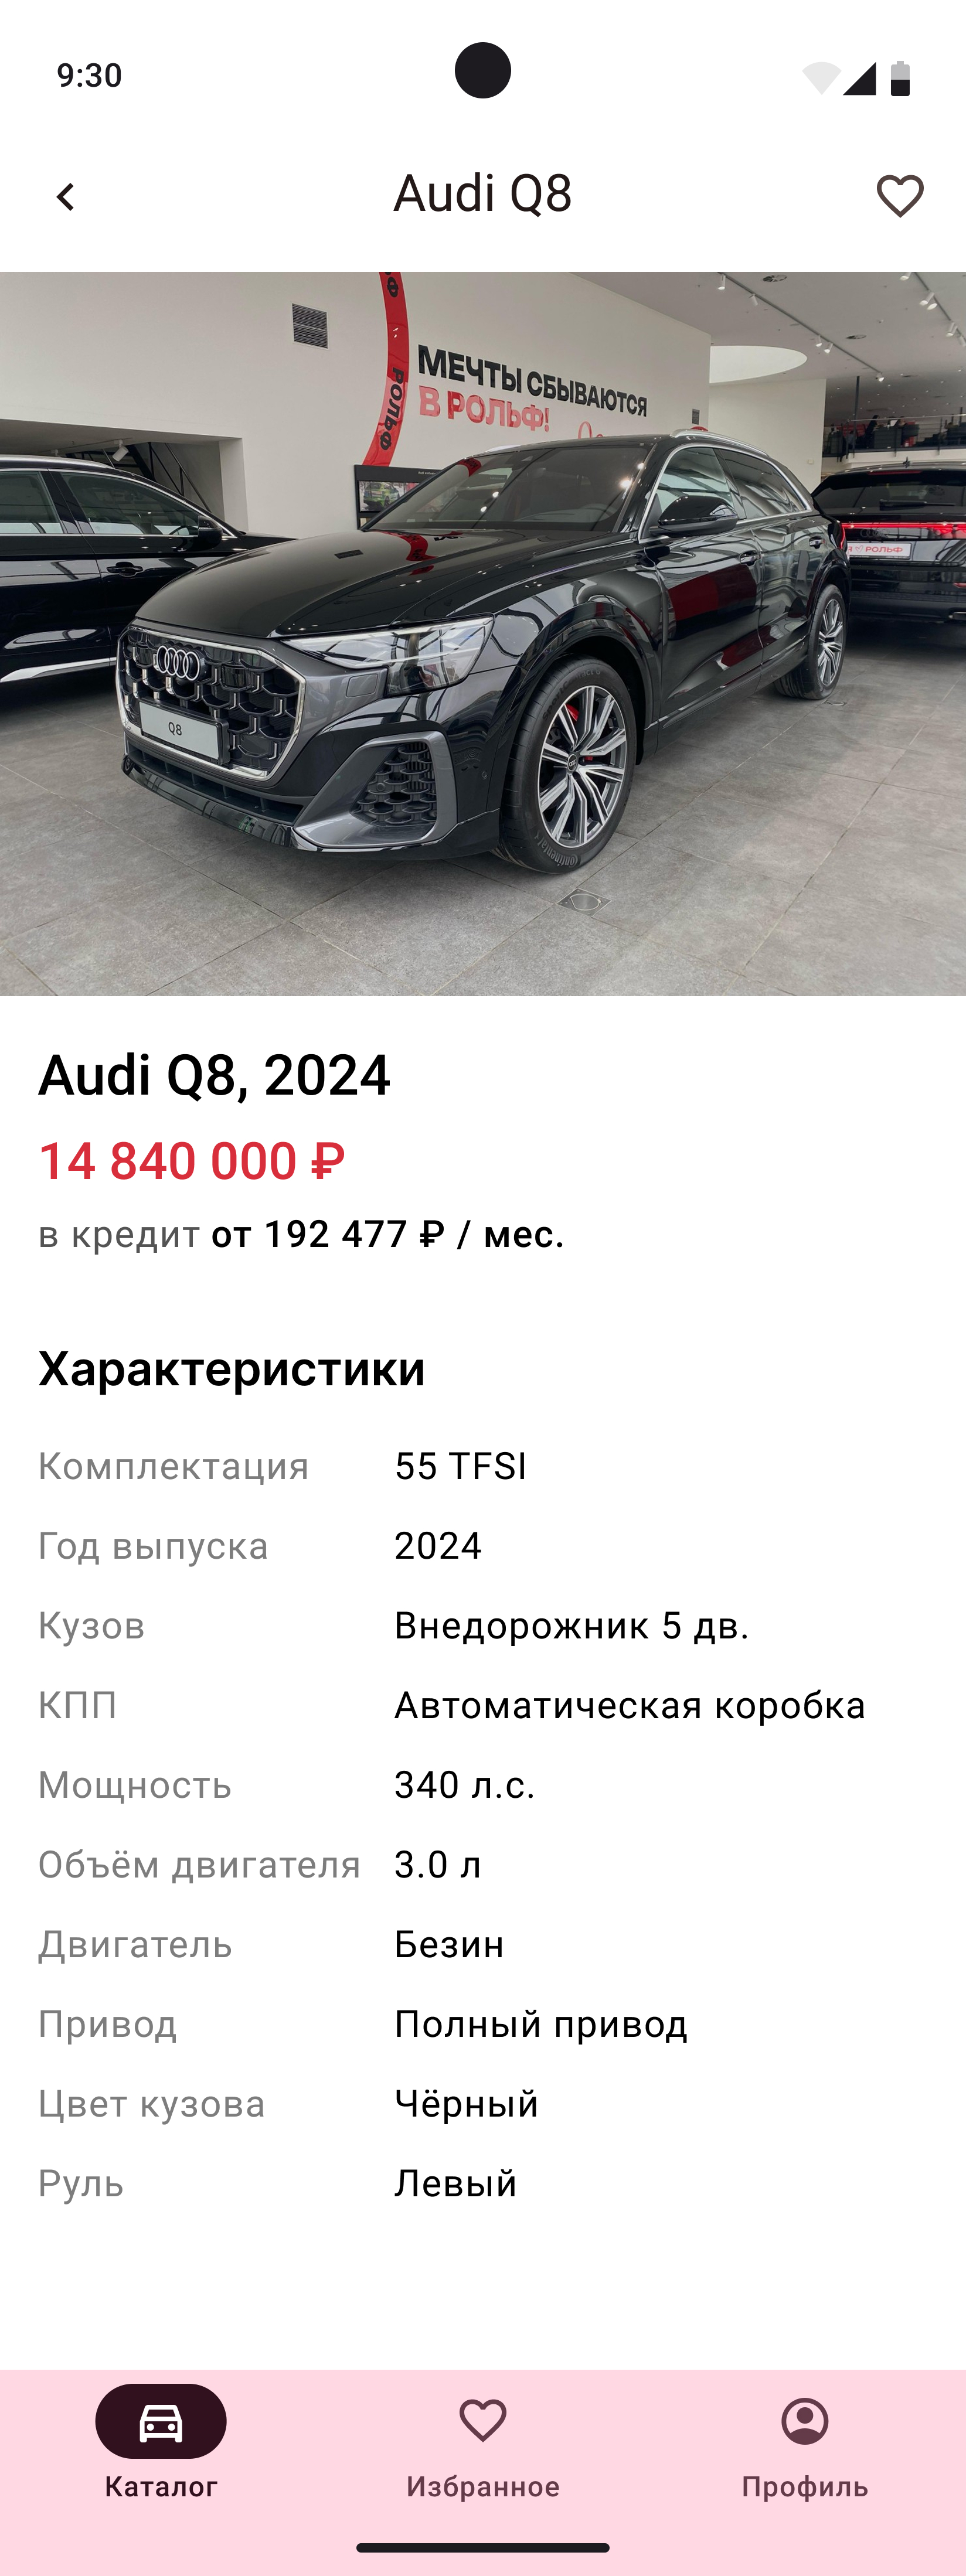 9:30
Audi Q8
РОЛЬФ
МЕЧТЫ СБЫВАЮТСЯ
В РОЛЬФ!
РОЛЬФ
Q8
Continental
Audi Q8, 2024
14 840 000 ₽
в кредит от 192 477 ₽ / мес.
Характеристики
Комплектация 55 TFSI
Год выпуска 2024
Кузов Внедорожник 5 дв.
КПП Автоматическая коробка
Мощность 340 л.с.
Объём двигателя 3.0 л
Двигатель Безин
Привод Полный привод
Цвет кузова Чёрный
Руль Левый
Каталог Избранное Профиль